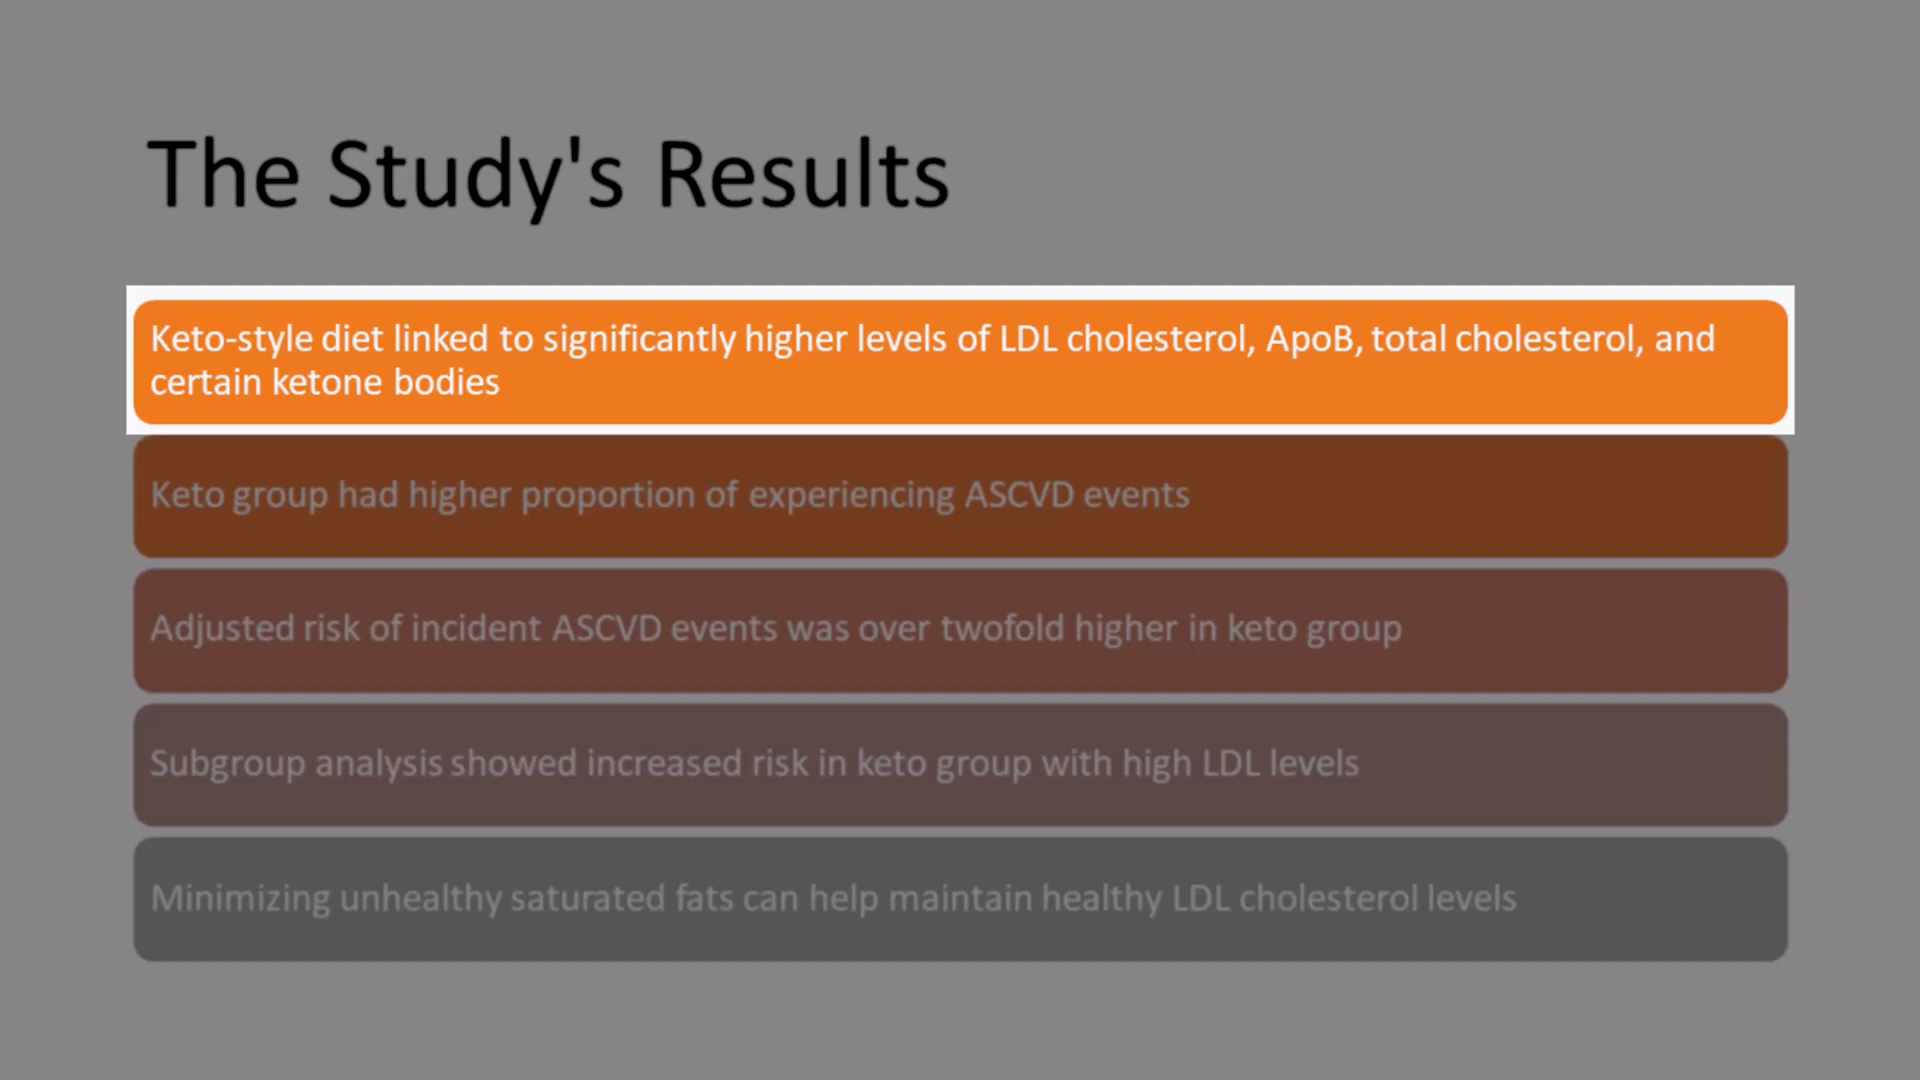 The Study's Results
Keto-style diet linked to significantly higher levels of LDL cholesterol, ApoB, total cholesterol, and
certain ketone bodies
Keto group had higher proportion of experiencing ASCVD events
Adjusted risk of incident ASCVD events was over twofold higher in keto group
Subgroup analysis showed increased risk in keto group with high LDL levels
Minimizing unhealthy saturated fats can help maintain healthy LDL cholesterol levels